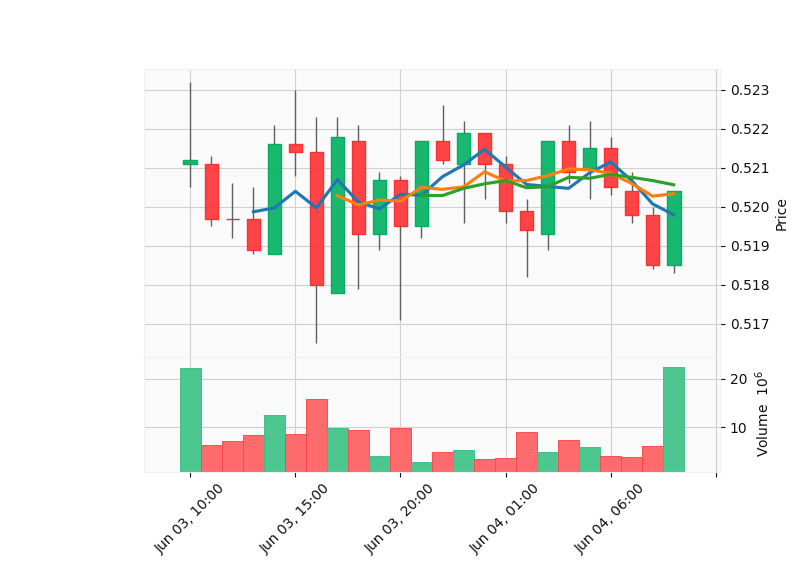 0.523
0.522
0.521
0.520
0.519
0.518
0.517
Price
20
10
Volume 10⁶
Jun 03, 10:00
Jun 03, 15:00
Jun 03, 20:00
Jun 04, 01:00
Jun 04, 06:00